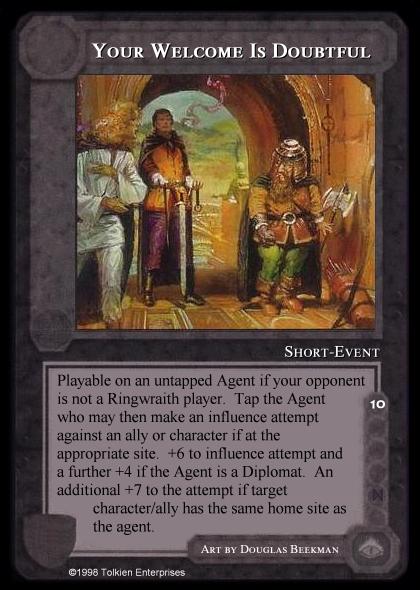 Your Welcome Is Doubtful
Short-Event
Playable on an untapped Agent if your opponent
is not a Ringwraith player. Tap the Agent
who may then make an influence attempt
against an ally or character if at the
appropriate site. +6 to influence attempt and
a further +4 if the Agent is a Diplomat. An
additional +7 to the attempt if target
character/ally has the same home site as
the agent.
10
Art by Douglas Beekman
©1998 Tolkien Enterprises